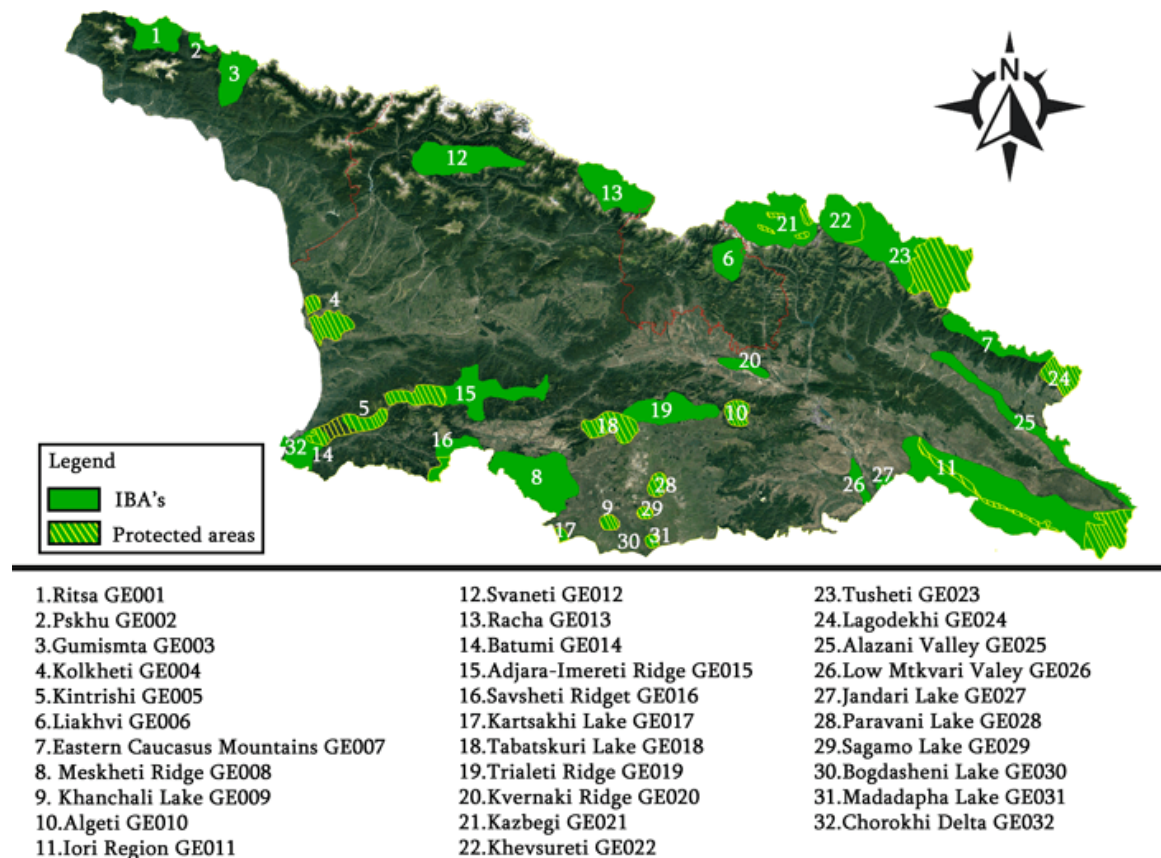 N
1
2
3
12
13
21
22
6
23
4
7
20
24
15
5
19
10
18
25
16
32
14
11
8
28
26
27
9
29
17
30
31
Legend
IBA's
Protected areas
1.Ritsa GE001
2.Pskhu GE002
3.Gumismta GE003
4.Kolkheti GE004
5.Kintrishi GE005
6.Liakhvi GE006
7.Eastern Caucasus Mountains GE007
8. Meskheti Ridge GE008
9. Khanchali Lake GE009
10.Algeti GE010
11.Iori Region GE011
12.Svaneti GE012
13.Racha GE013
14.Batumi GE014
15.Adjara-Imereti Ridge GE015
16.Savsheti Ridget GE016
17.Kartsakhi Lake GE017
18.Tabatskuri Lake GE018
19.Trialeti Ridge GE019
20.Kvernaki Ridge GE020
21.Kazbegi GE021
22.Khevsureti GE022
23.Tusheti GE023
24.Lagodekhi GE024
25.Alazani Valley GE025
26.Low Mtkvari Valey GE026
27.Jandari Lake GE027
28.Paravani Lake GE028
29.Sagamo Lake GE029
30.Bogdasheni Lake GE030
31.Madadapha Lake GE031
32.Chorokhi Delta GE032